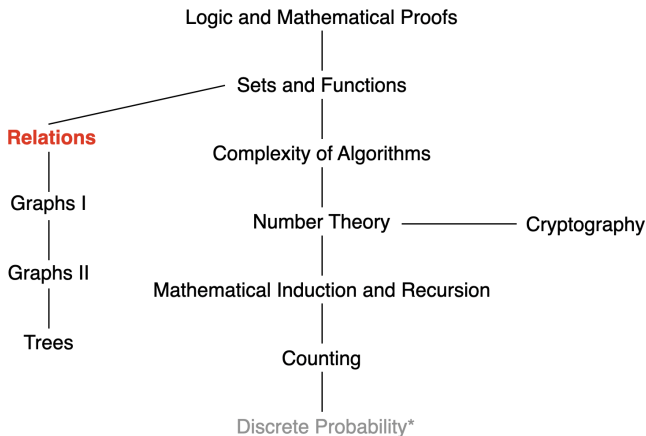 Logic and Mathematical Proofs
Sets and Functions
Relations
Complexity of Algorithms
Graphs I
Number Theory
Cryptography
Graphs II
Mathematical Induction and Recursion
Trees
Counting
Discrete Probability*